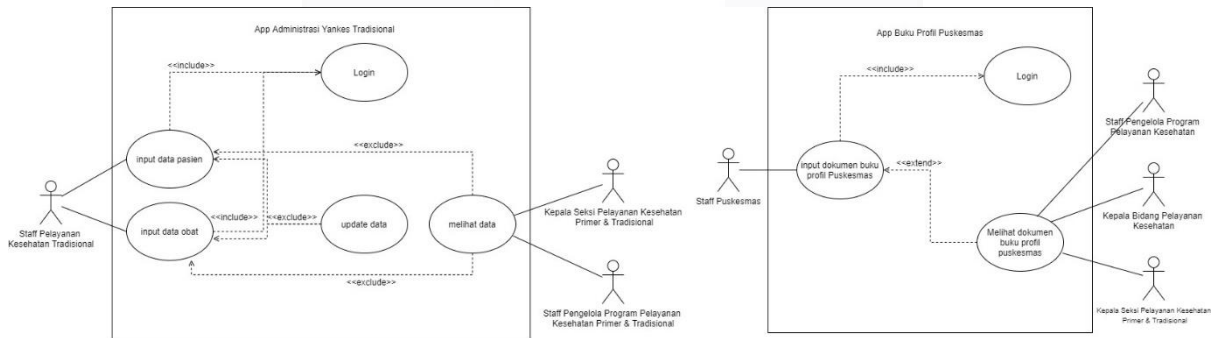 App Administrasi Yankes Tradisional
<<include>>
Login
input data pasien
<<exclude>>
Staff Pelayanan
Kesehatan Tradisional
input data obat
<<include>>
<<exclude>>
update data
melihat data
<<exclude>>
Kepala Seksi Pelayanan Kesehatan
Primer & Tradisional
Staff Pengelola Program Pelayanan
Kesehatan Primer & Tradisional
App Buku Profil Puskesmas
<<include>>
Login
Staff Puskesmas
input dokumen buku
profil Puskesmas
<<extend>>
Melihat dokumen
buku profil
puskesmas
Staff Pengelola Program
Pelayanan Kesehatan
Kepala Bidang Pelayanan
Kesehatan
Kepala Seksi Pelayanan Kesehatan
Primer & Tradisional